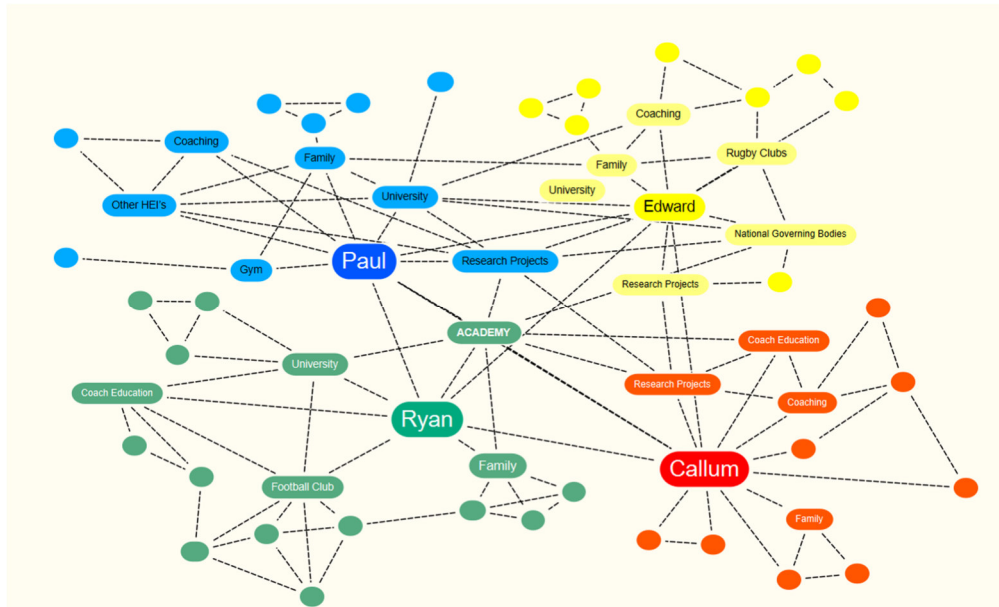 Coaching
Family
Other HEI's
University
Paul
Gym
Research Projects
Coaching
Family
University
Rugby Clubs
Edward
National Governing Bodies
Research Projects
ACADEMY
University
Coach Education
Ryan
Family
Football Club
Coach Education
Research Projects
Coaching
Callum
Family